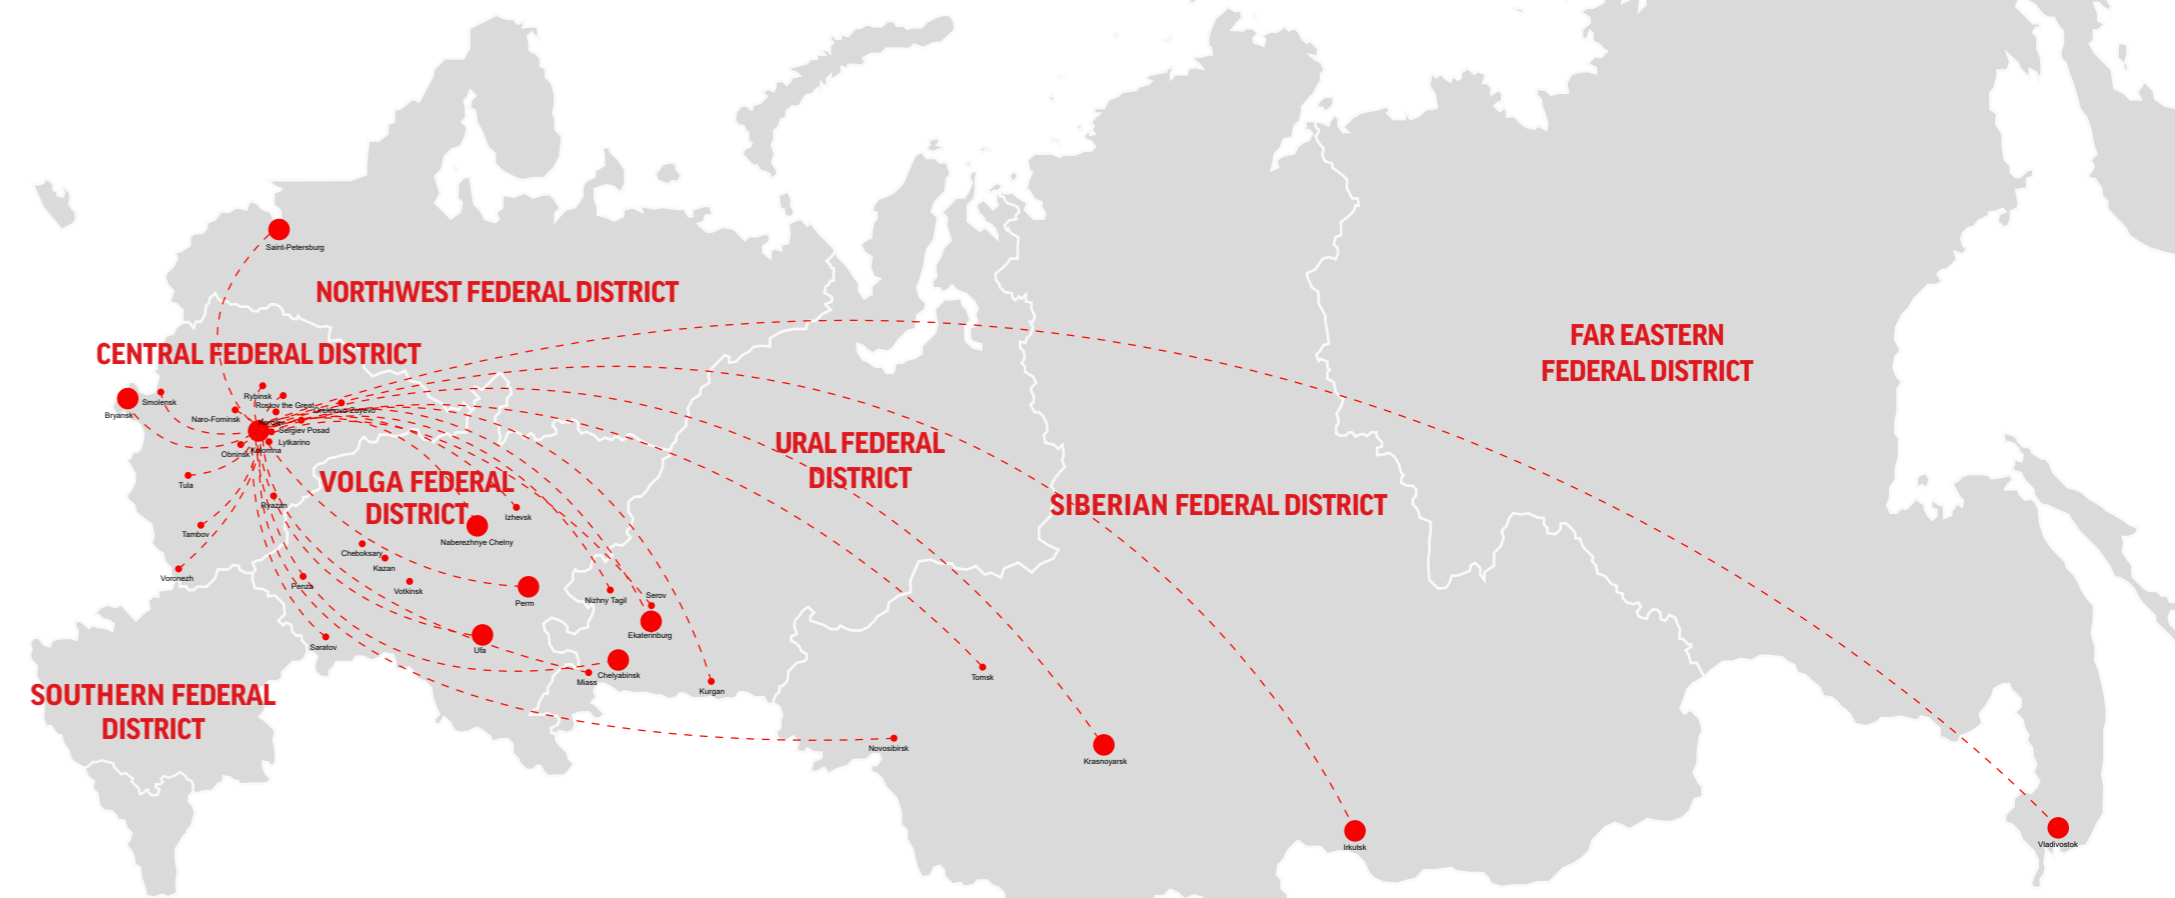 Saint-Petersburg
NORTHWEST FEDERAL DISTRICT
FAR EASTERN
FEDERAL DISTRICT
CENTRAL FEDERAL DISTRICT
Rybinsk
Smolensk
Rostov the Great
Orekhovo-Zuyevo
Bryansk
Naro-Fominsk
Sergiev Posad
Lytkarino
Kolomna
Obninsk
URAL FEDERAL
DISTRICT
Tula
VOLGA FEDERAL
DISTRICT
SIBERIAN FEDERAL DISTRICT
Ryazan
Izhevsk
Tambov
Naberezhnye Chelny
Cheboksary
Kazan
Voronezh
Penza
Votkinsk
Perm
Nizhny Tagil
Serov
Ekaterinburg
Saratov
Ufa
Chelyabinsk
Miass
Kurgan
Tomsk
SOUTHERN FEDERAL
DISTRICT
Novosibirsk
Krasnoyarsk
Irkutsk
Vladivostok